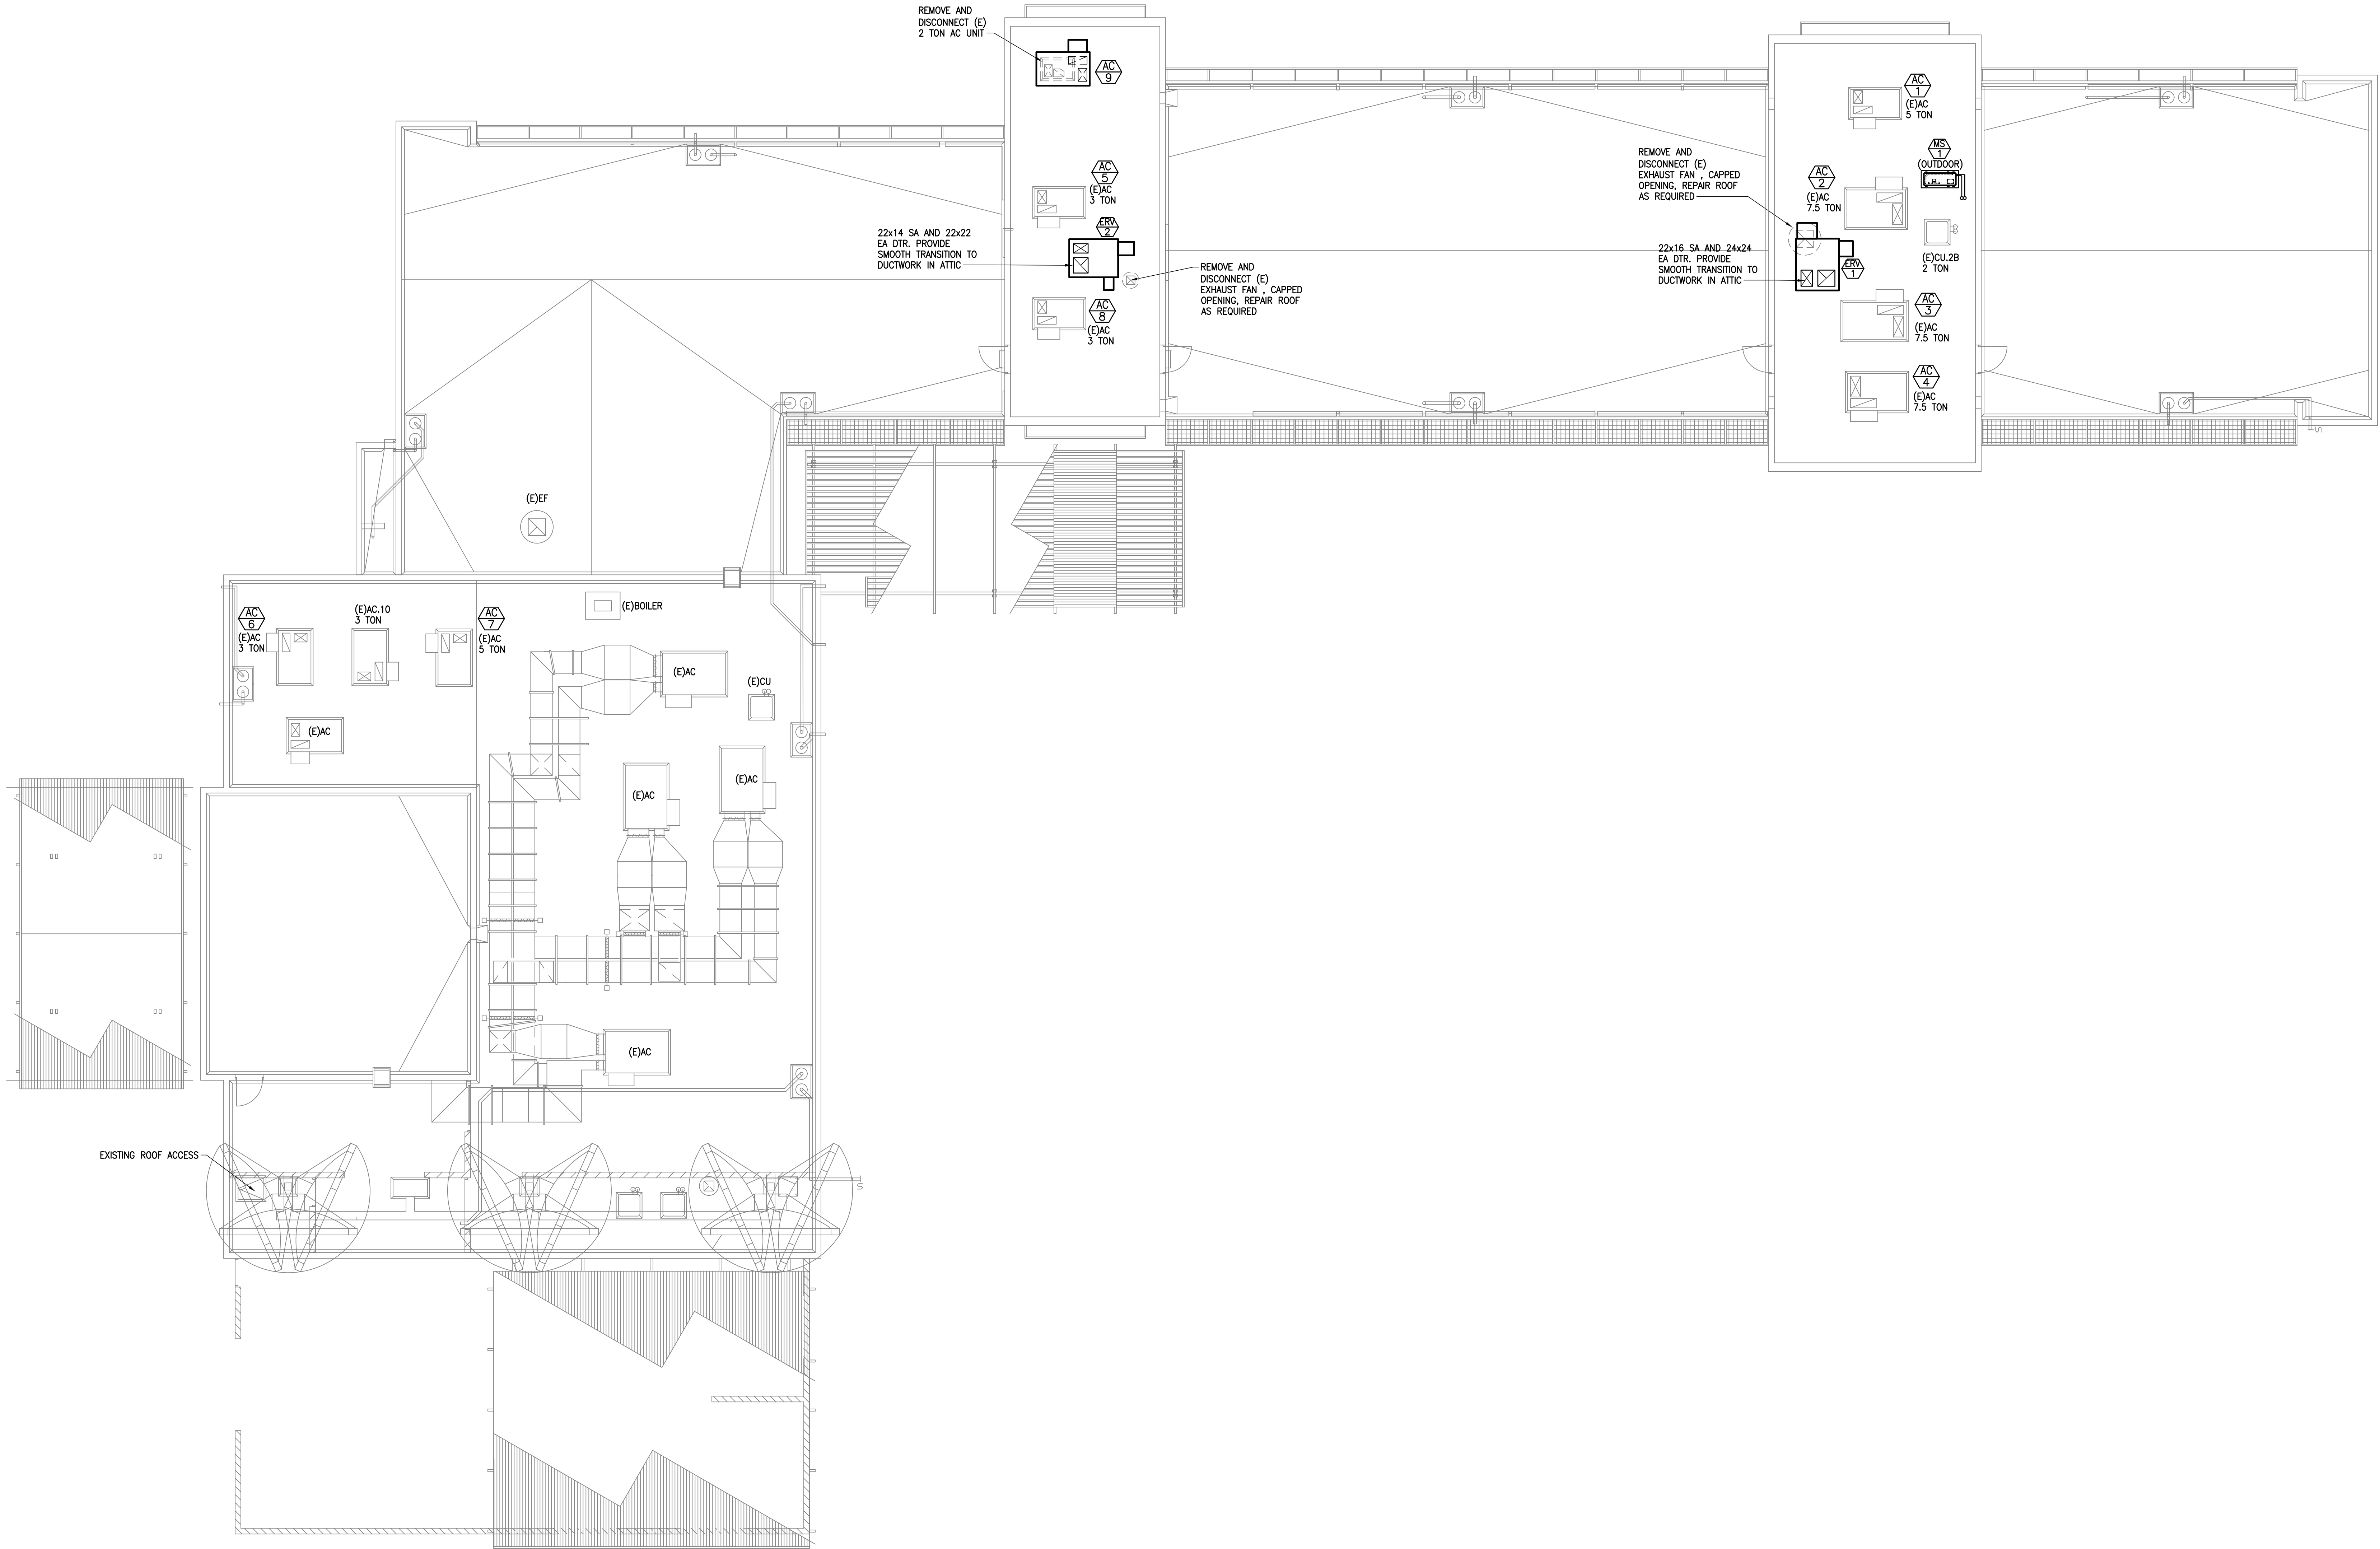 REMOVE AND
DISCONNECT (E)
2 TON AC UNIT
AC
9
AC
5
(E)AC
3 TON
22x14 SA AND 22x22
EA DTR. PROVIDE
SMOOTH TRANSITION TO
DUCTWORK IN ATTIC
ERV
2
REMOVE AND
DISCONNECT (E)
EXHAUST FAN , CAPPED
OPENING, REPAIR ROOF
AS REQUIRED
AC
8
(E)AC
3 TON
REMOVE AND
DISCONNECT (E)
EXHAUST FAN , CAPPED
OPENING, REPAIR ROOF
AS REQUIRED
22x16 SA AND 24x24
EA DTR. PROVIDE
SMOOTH TRANSITION TO
DUCTWORK IN ATTIC
ERV
1
AC
1
(E)AC
5 TON
MS
1
(OUTDOOR)
AC
2
(E)AC
7.5 TON
(E)CU.2B
2 TON
AC
3
(E)AC
7.5 TON
AC
4
(E)AC
7.5 TON
(E)EF
AC
6
(E)AC
3 TON
(E)AC.10
3 TON
AC
7
(E)AC
5 TON
(E)BOILER
(E)AC
(E)CU
(E)AC
(E)AC
(E)AC
(E)AC
EXISTING ROOF ACCESS